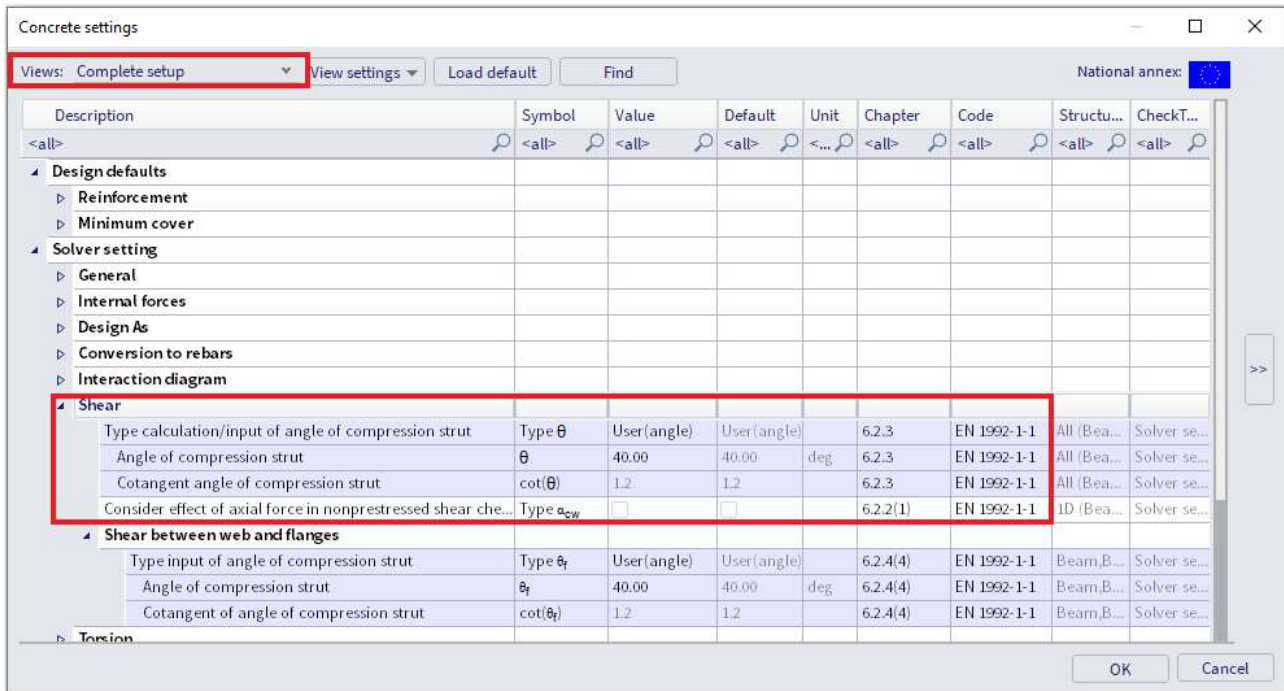 Concrete settings
Views: Complete setup View settings Load default Find National annex:
Description Symbol Value Default Unit Chapter Code Structu... CheckT...
<all> <all> <all> <all> <... <all> <all> <all> <all>
Design defaults
Reinforcement
Minimum cover
Solver setting
General
Internal forces
Design As
Conversion to rebars
Interaction diagram
>>
Shear
Type calculation/input of angle of compression strut Type θ User(angle) User(angle) 6.2.3 EN 1992-1-1 All (Bea... Solver se...
Angle of compression strut θ 40.00 40.00 deg 6.2.3 EN 1992-1-1 All (Bea... Solver se...
Cotangent angle of compression strut cot(θ) 1.2 1.2 6.2.3 EN 1992-1-1 All (Bea... Solver se...
Consider effect of axial force in nonprestressed shear che... Type αcw 6.2.2(1) EN 1992-1-1 1D (Bea... Solver se...
Shear between web and flanges
Type input of angle of compression strut Type θf User(angle) User(angle) 6.2.4(4) EN 1992-1-1 Beam,B... Solver se...
Angle of compression strut θf 40.00 40.00 deg 6.2.4(4) EN 1992-1-1 Beam,B... Solver se...
Cotangent of angle of compression strut cot(θf) 1.2 1.2 6.2.4(4) EN 1992-1-1 Beam,B... Solver se...
Torsion
OK Cancel